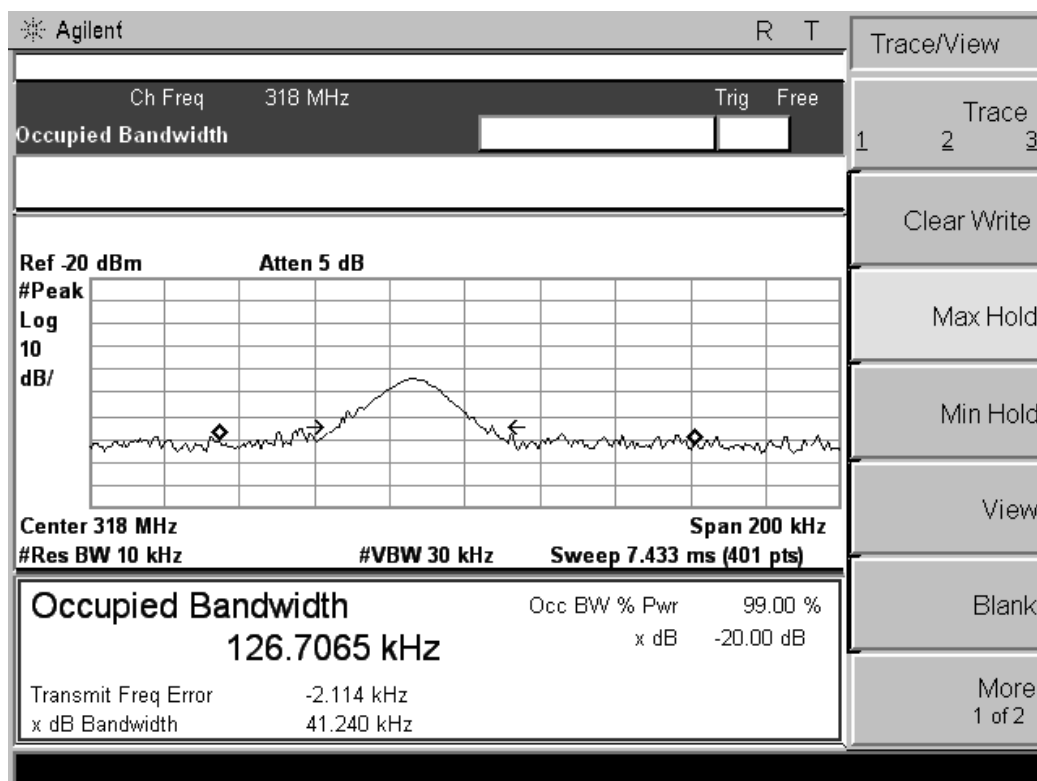 Agilent R T
Trace/View
Ch Freq 318 MHz Trig Free
Occupied Bandwidth
Trace
1 2 3
Clear Write
Ref -20 dBm Atten 5 dB
#Peak
Log
10
dB/
Max Hold
Min Hold
Center 318 MHz Span 200 kHz
#Res BW 10 kHz #VBW 30 kHz Sweep 7.433 ms (401 pts)
View
Occupied Bandwidth
126.7065 kHz
Occ BW % Pwr 99.00 %
x dB -20.00 dB
Transmit Freq Error -2.114 kHz
x dB Bandwidth 41.240 kHz
Blank
More
1 of 2